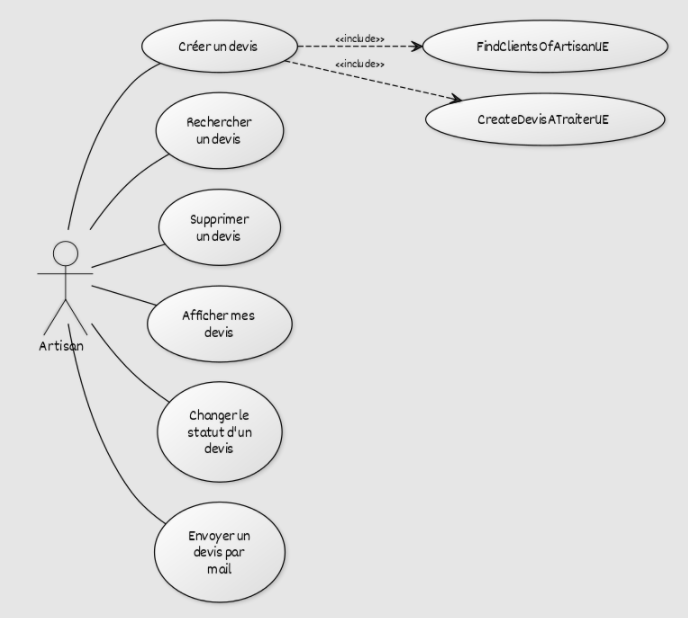 Créer un devis
<<include>>
FindClientsOfArtisanUE
<<include>>
CreateDevisATraiterUE
Rechercher
un devis
Supprimer
un devis
Afficher mes
devis
Artisan
Changer le
statut d'un
devis
Envoyer un
devis par
mail